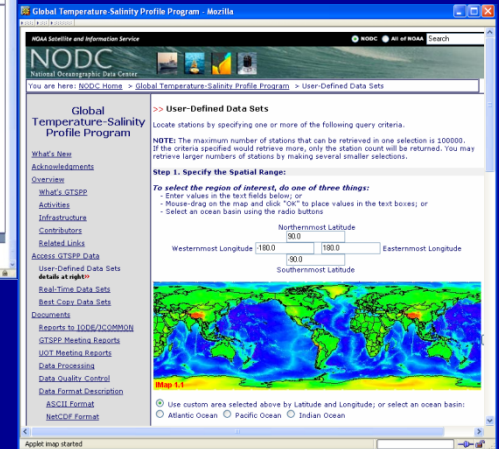 Global Temperature-Salinity Profile Program - Mozilla
NOAA Satellite and Information Service
NODC All of NOAA Search
NODC
National Oceanographic Data Center
You are here: NODC Home > Global Temperature-Salinity Profile Program > User-Defined Data Sets
Global
Temperature-Salinity
Profile Program
What's New
Acknowledgments
Overview
What's GTSPP
Activities
Infrastructure
Contributors
Related Links
Access GTSPP Data
User-Defined Data Sets
details at right»
Real-Time Data Sets
Best Copy Data Sets
Documents
Reports to IODE/JCOMMON
GTSPP Meeting Reports
UOT Meeting Reports
Data Processing
Data Quality Control
Data Format Description
ASCII Format
NetCDF Format
>> User-Defined Data Sets
Locate stations by specifying one or more of the following query criteria.
NOTE: The maximum number of stations that can be retrieved in one selection is 100000.
If the criteria specified would retrieve more, only the station count will be returned. You may
retrieve larger numbers of stations by making several smaller selections.
Step 1. Specify the Spatial Range:
To select the region of interest, do one of three things:
- Enter values in the text fields below; or
- Mouse-drag on the map and click "OK" to place values in the text boxes; or
- Select an ocean basin using the radio buttons
Northernmost Latitude
90.0
Westernmost Longitude -180.0 180.0 Easternmost Longitude
-90.0
Southernmost Latitude
IMap 1.1
Use custom area selected above by Latitude and Longitude; or select an ocean basin:
Atlantic Ocean Pacific Ocean Indian Ocean
Applet imap started